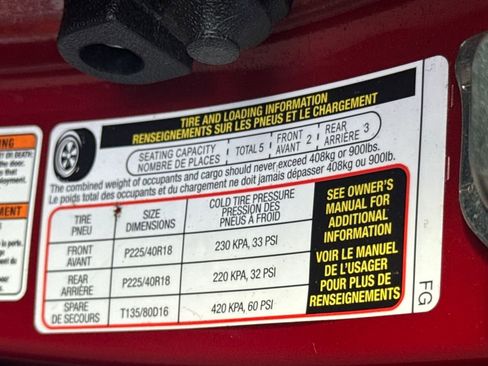 TIRE AND LOADING INFORMATION
RENSEIGNEMENTS SUR LES PNEUS ET LE CHARGEMENT
SEATING CAPACITY
NOMBRE DE PLACES
TOTAL 5
FRONT
AVANT 2
REAR
ARRIÈRE 3
The combined weight of occupants and cargo should never exceed 408kg or 900lbs.
Le poids total des occupants et du chargement ne doit jamais dépasser 408kg ou 900lb.
TIRE
PNEU
SIZE
DIMENSIONS
COLD TIRE PRESSURE
PRESSION DES
PNEUS A FROID
FRONT
AVANT
P225/40R18
230 KPA, 33 PSI
REAR
ARRIÈRE
P225/40R18
220 KPA, 32 PSI
SPARE
DE SECOURS
T135/80D16
420 KPA, 60 PSI
SEE OWNER'S
MANUAL FOR
ADDITIONAL
INFORMATION
VOIR LE MANUEL
DE L'USAGER
POUR PLUS DE
RENSEIGNEMENTS
FG